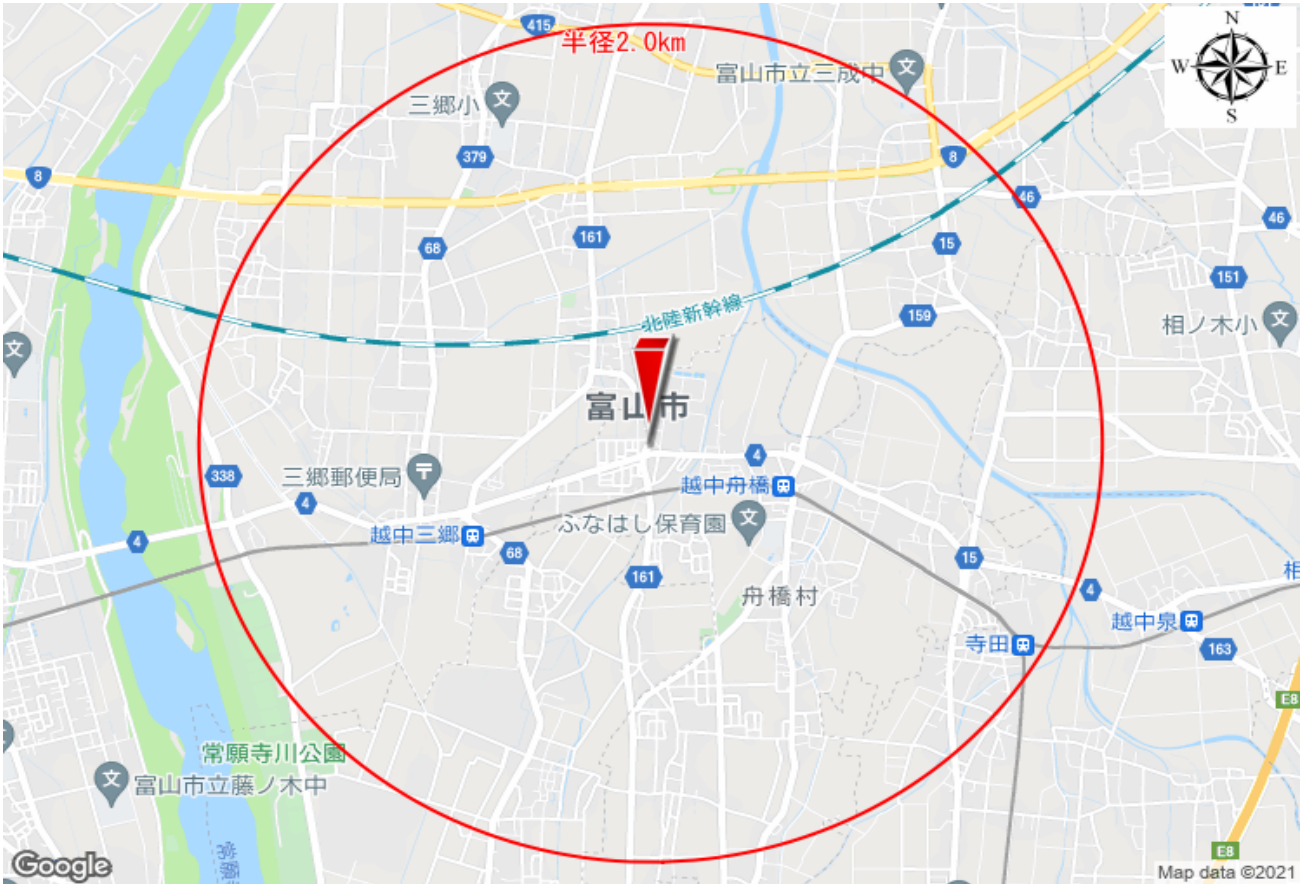 415
半径2.0km
N
W
E
S
富山市立三成中
三郷小
379
8
8
46
46
68
161
15
151
159
北陸新幹線
相ノ木小
富山市
338
三郷郵便局
4
4
越中舟橋
4
越中三郷
68
ふなはし保育園
161
15
舟橋村
4
相
越中泉
寺田
163
E8
常願寺川公園
富山市立藤ノ木中
常願
E8
Google
Map data ©2021